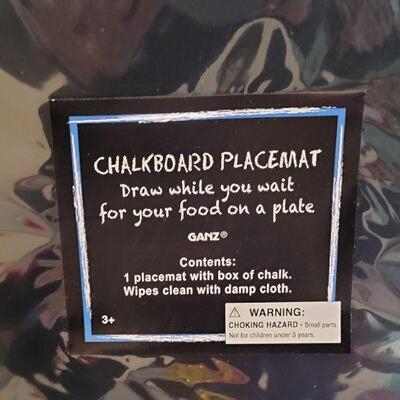 CHALKBOARD PLACEMAT
Draw while you wait
for your food on a plate
GANZ®
Contents:
1 placemat with box of chalk.
Wipes clean with damp cloth.
3+
WARNING:
CHOKING HAZARD - Small parts.
Not for children under 3 years.